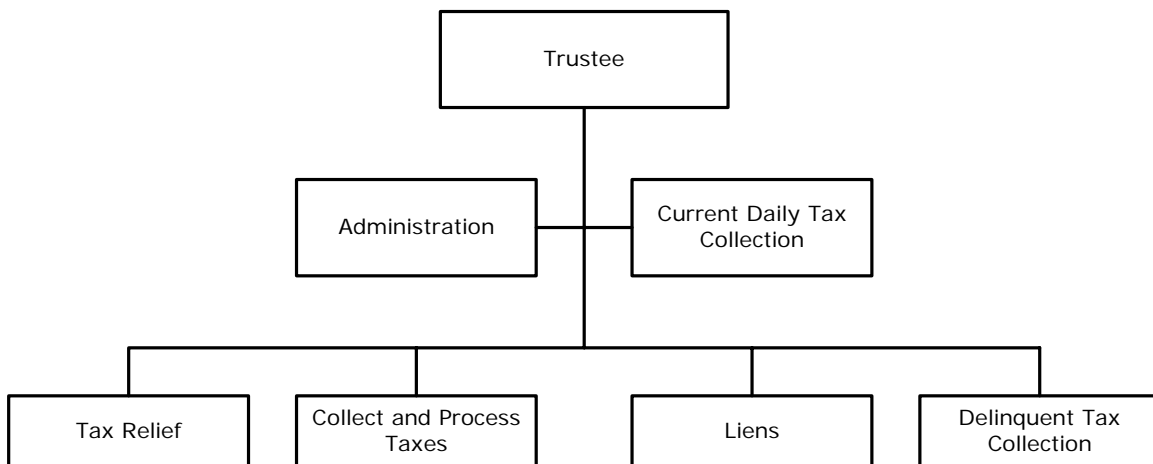 Trustee
Administration
Current Daily Tax
Collection
Tax Relief
Collect and Process
Taxes
Liens
Delinquent Tax
Collection